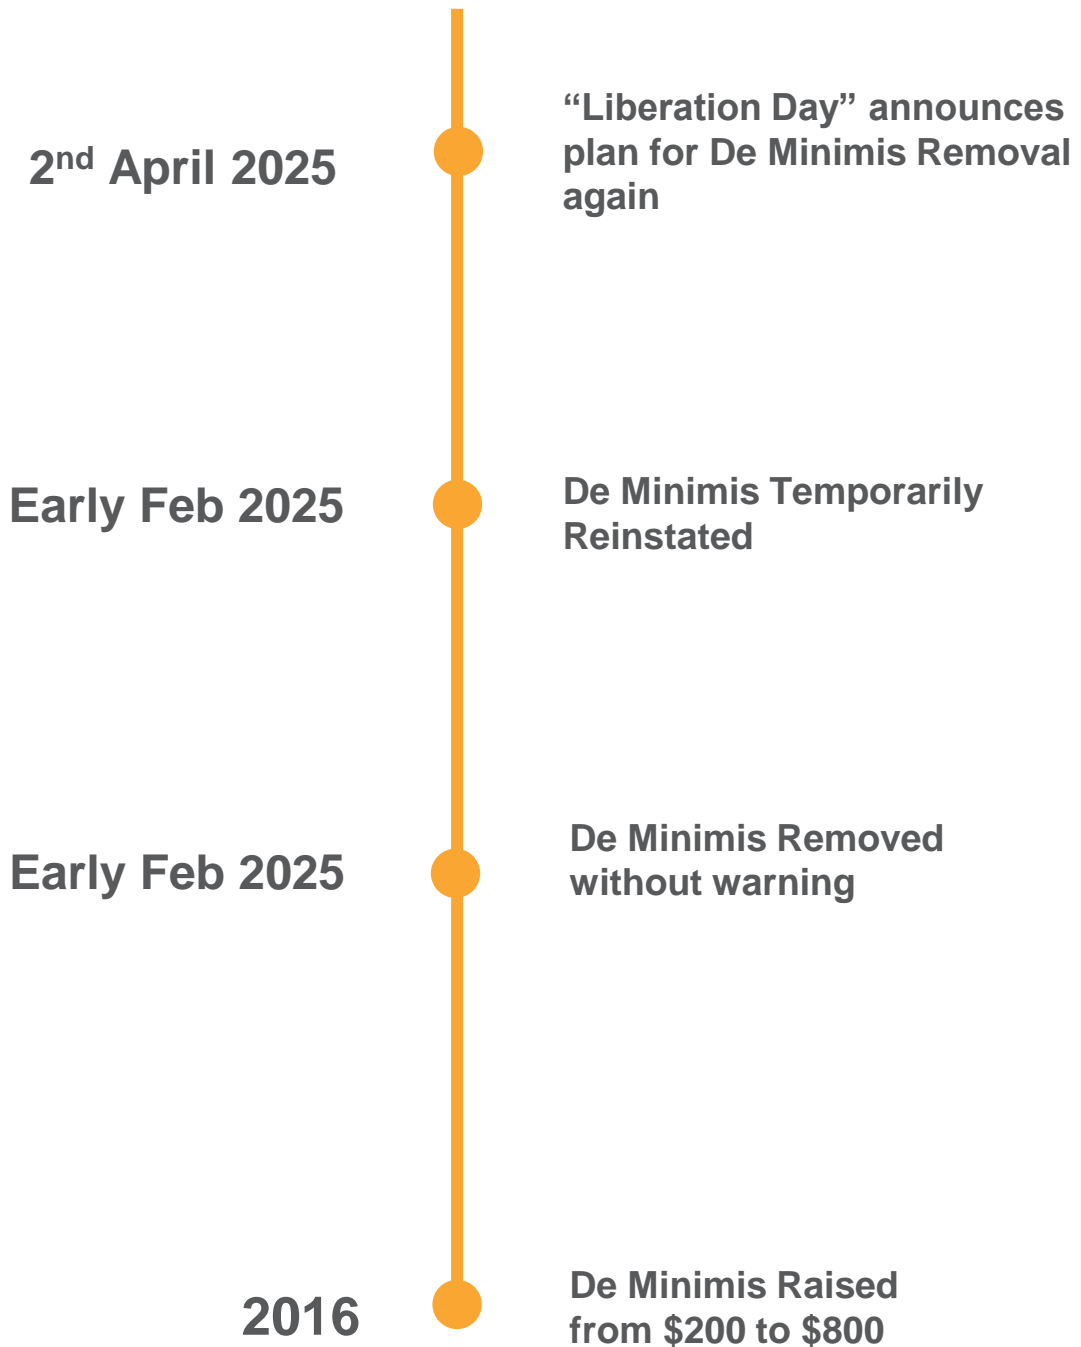 2nd April 2025
“Liberation Day” announces
plan for De Minimis Removal
again
Early Feb 2025
De Minimis Temporarily
Reinstated
Early Feb 2025
De Minimis Removed
without warning
2016
De Minimis Raised
from $200 to $800